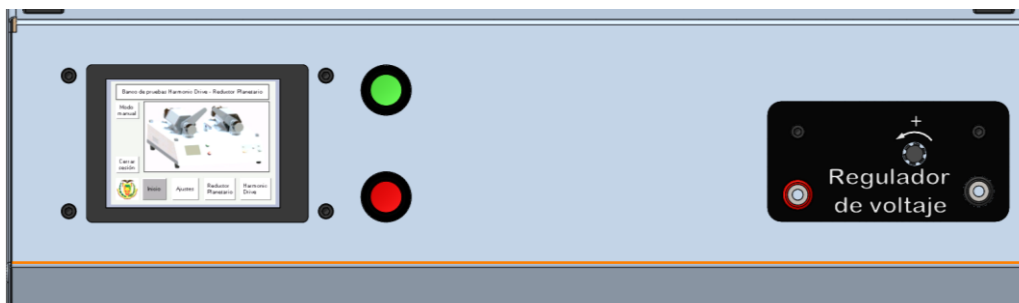 Banco de pruebas Harmonic Drive - Reductor Planetario
Modo
manual
Cerrar
sesión
Inicio
Ajustes
Reductor
Planetario
Harmonic
Drive
+
Regulador
de voltaje